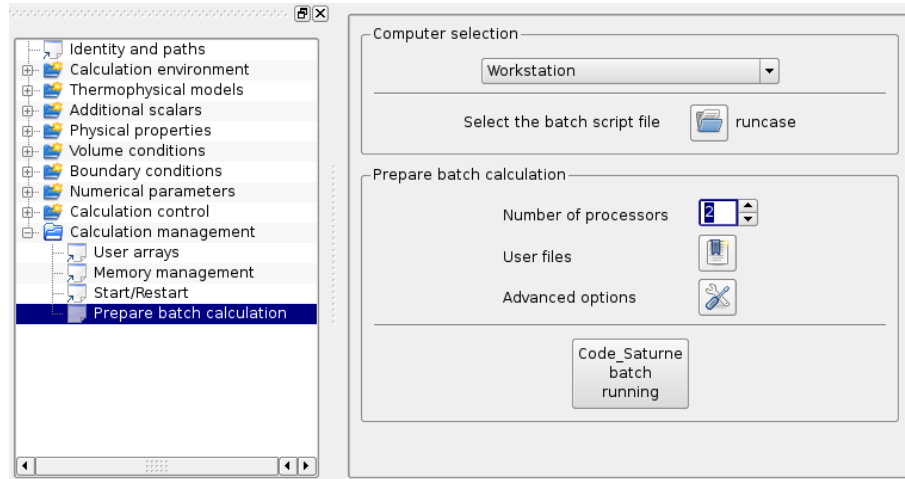 Identity and paths
Calculation environment
Thermophysical models
Additional scalars
Physical properties
Volume conditions
Boundary conditions
Numerical parameters
Calculation control
Calculation management
User arrays
Memory management
Start/Restart
Prepare batch calculation
Computer selection
Workstation
Select the batch script file runcase
Prepare batch calculation
Number of processors 2
User files
Advanced options
Code_Saturne
batch
running